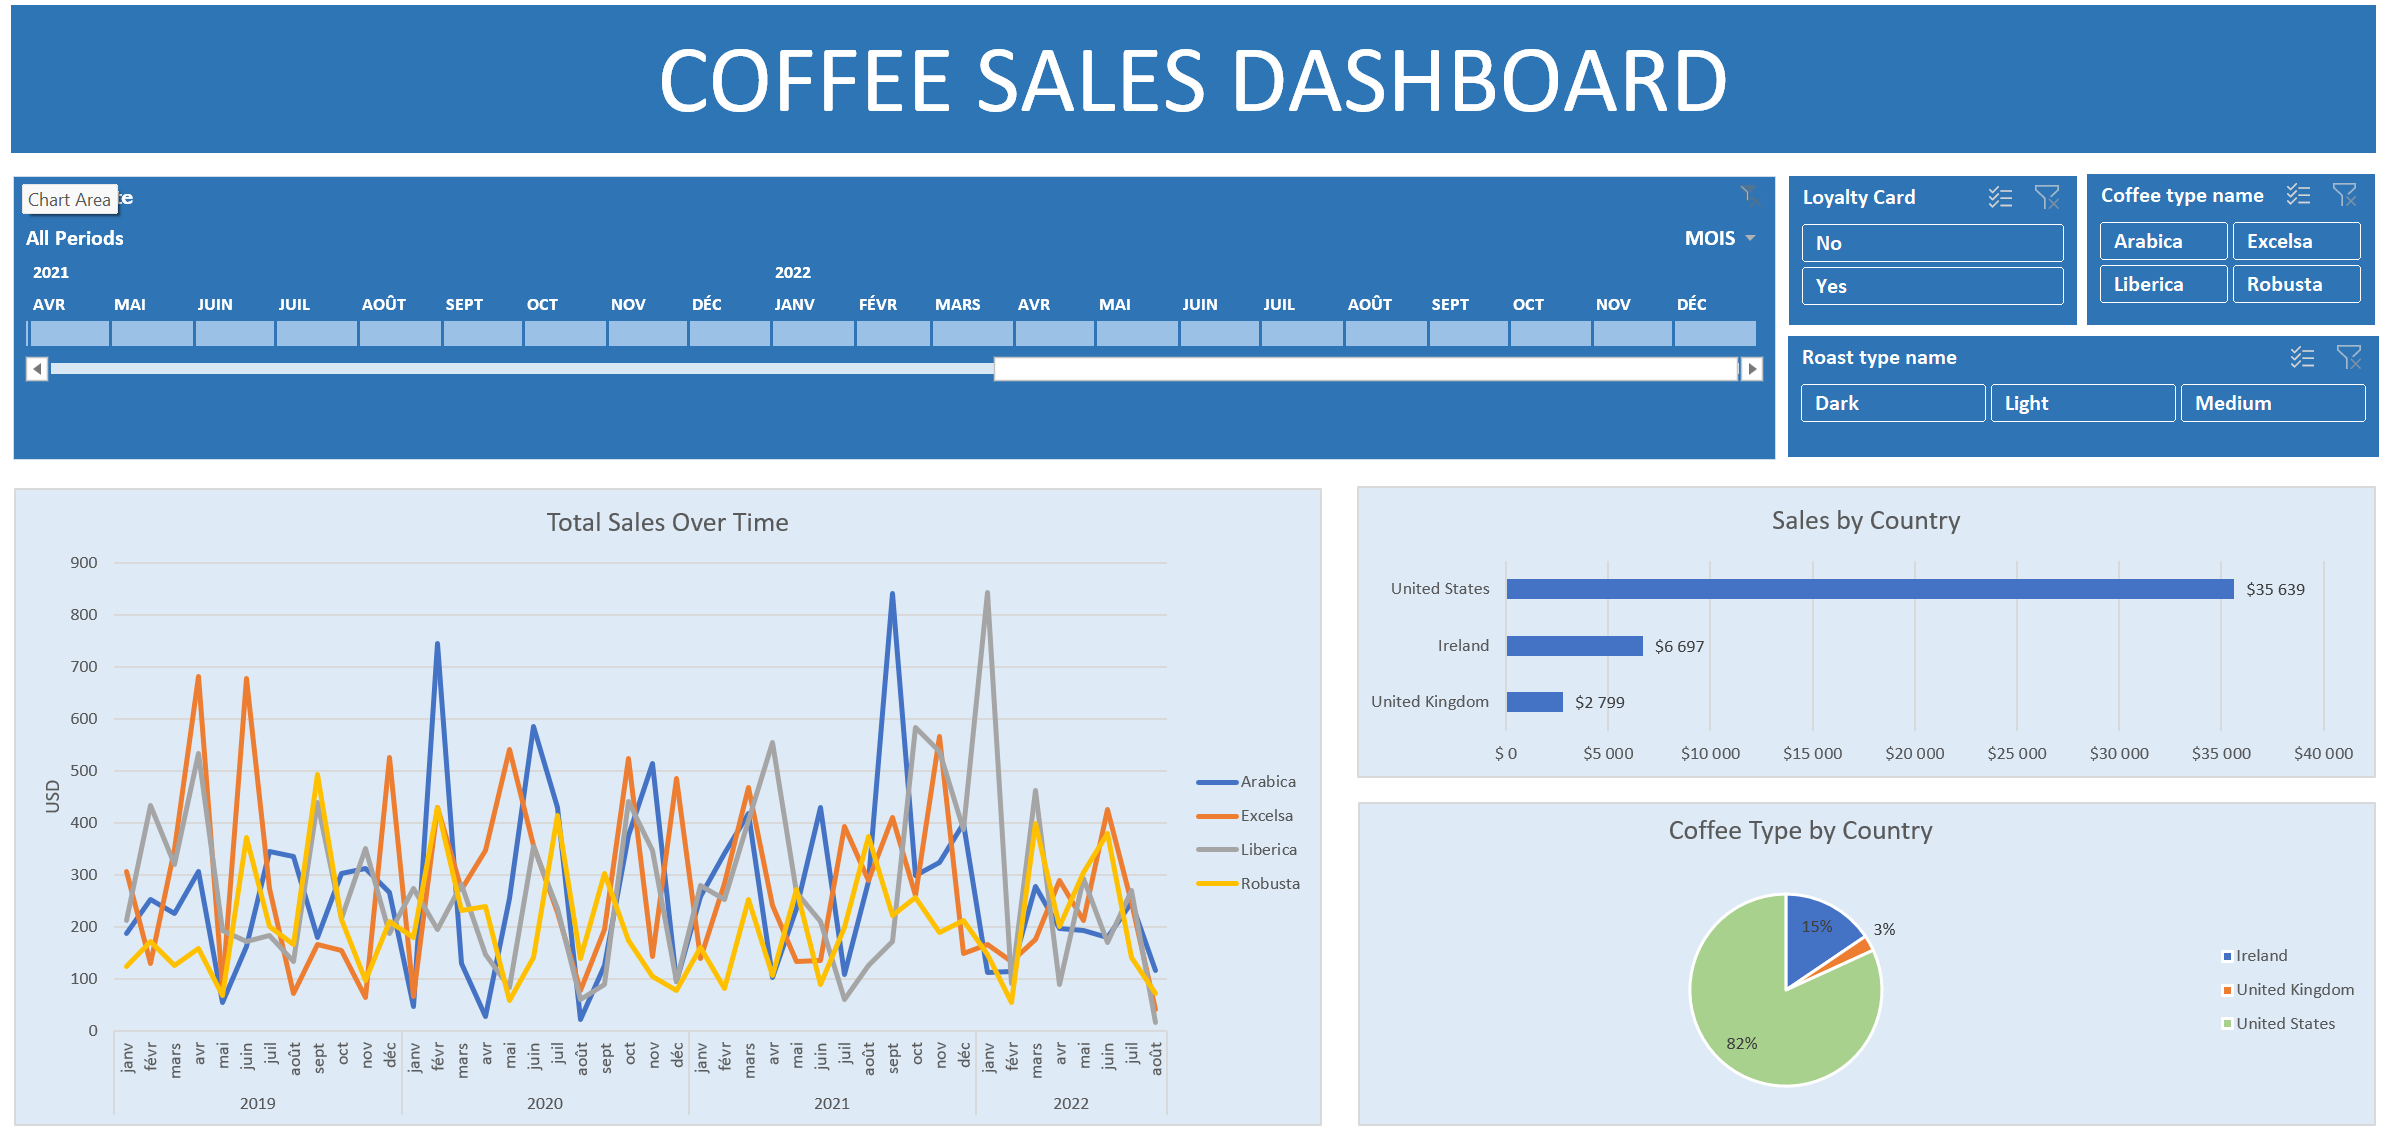 COFFEE SALES DASHBOARD
Chart Area
te
All Periods
MOIS
2021 2022
AVR MAI JUIN JUIL AOÛT SEPT OCT NOV DÉC JANV FÉVR MARS AVR MAI JUIN JUIL AOÛT SEPT OCT NOV DÉC
Loyalty Card
No
Yes
Coffee type name
Arabica Excelsa
Liberica Robusta
Roast type name
Dark Light Medium
Total Sales Over Time
900
800
700
600
500
400
300
200
100
0
USD
janv févr mars avr mai juin juil août sept oct nov déc janv févr mars avr mai juin juil août sept oct nov déc janv févr mars avr mai juin juil août sept oct nov déc janv févr mars avr mai juin juil août
2019 2020 2021 2022
Arabica
Excelsa
Liberica
Robusta
Sales by Country
United States $35 639
Ireland $6 697
United Kingdom $2 799
$ 0 $5 000 $10 000 $15 000 $20 000 $25 000 $30 000 $35 000 $40 000
Coffee Type by Country
15%
3%
82%
Ireland
United Kingdom
United States